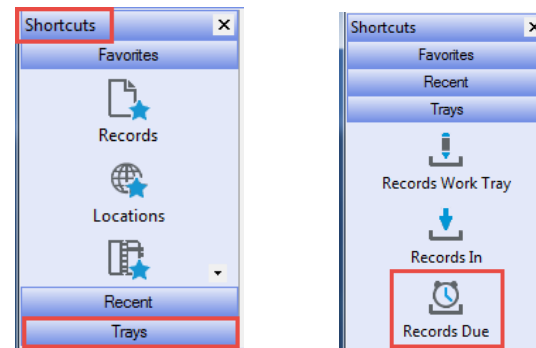 Shortcuts
Favorites
Records
Locations
Recent
Trays
Shortcuts
Favorites
Recent
Trays
Records Work Tray
Records In
Records Due